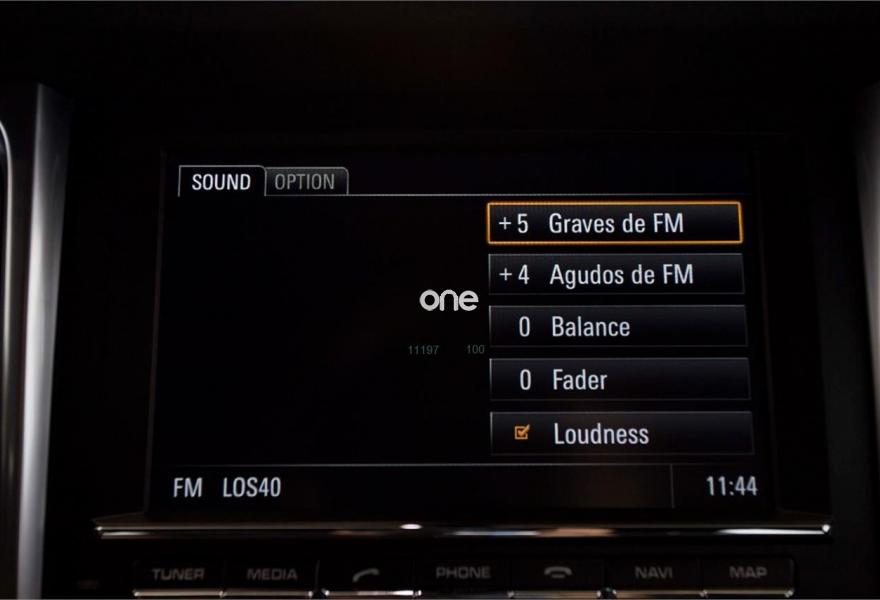 SOUND OPTION
+5 Graves de FM
+4 Agudos de FM
one
0 Balance
11197 100
0 Fader
Loudness
FM LOS40 11:44
TUNER MEDIA PHONE NAVI MAP